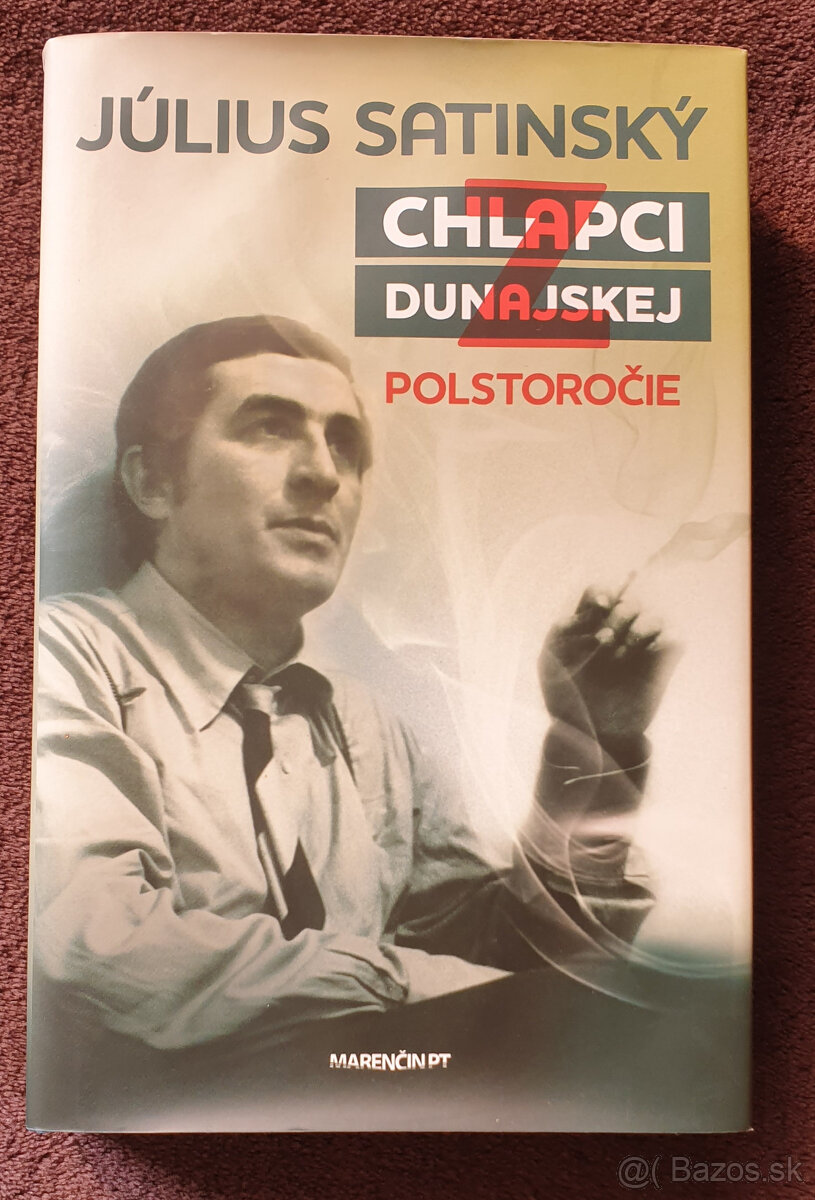 JÚLIUS SATINSKÝ
CHLAPCI
Z
DUNAJSKEJ
POLSTOROČIE
MARENČIN PT
@( Bazos.sk